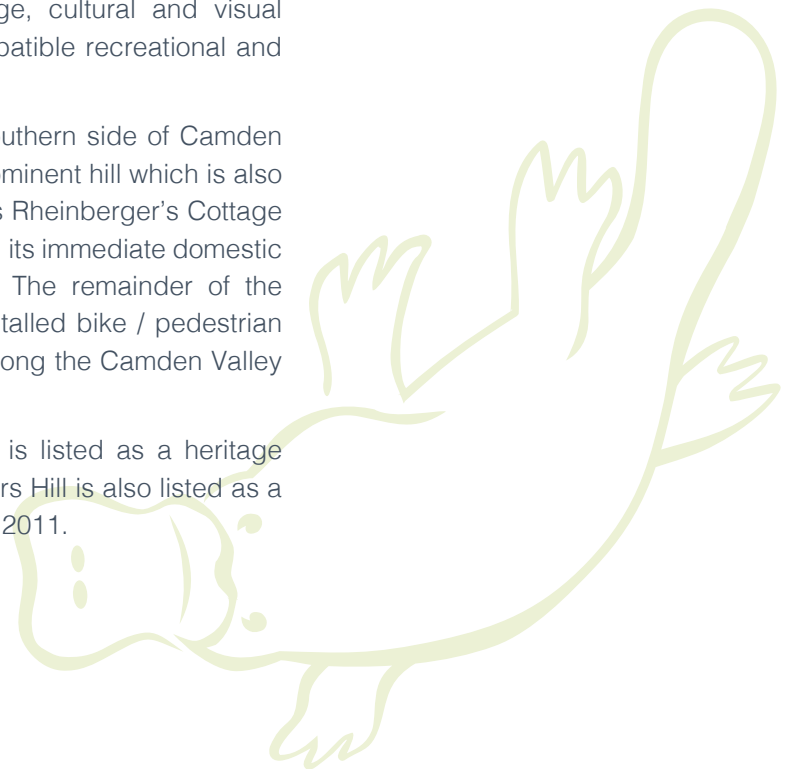 ge, cultural and visual
patible recreational and
outhern side of Camden
ominent hill which is also
s Rheinberger’s Cottage
its immediate domestic
The remainder of the
talled bike / pedestrian
ong the Camden Valley
is listed as a heritage
rs Hill is also listed as a
2011.